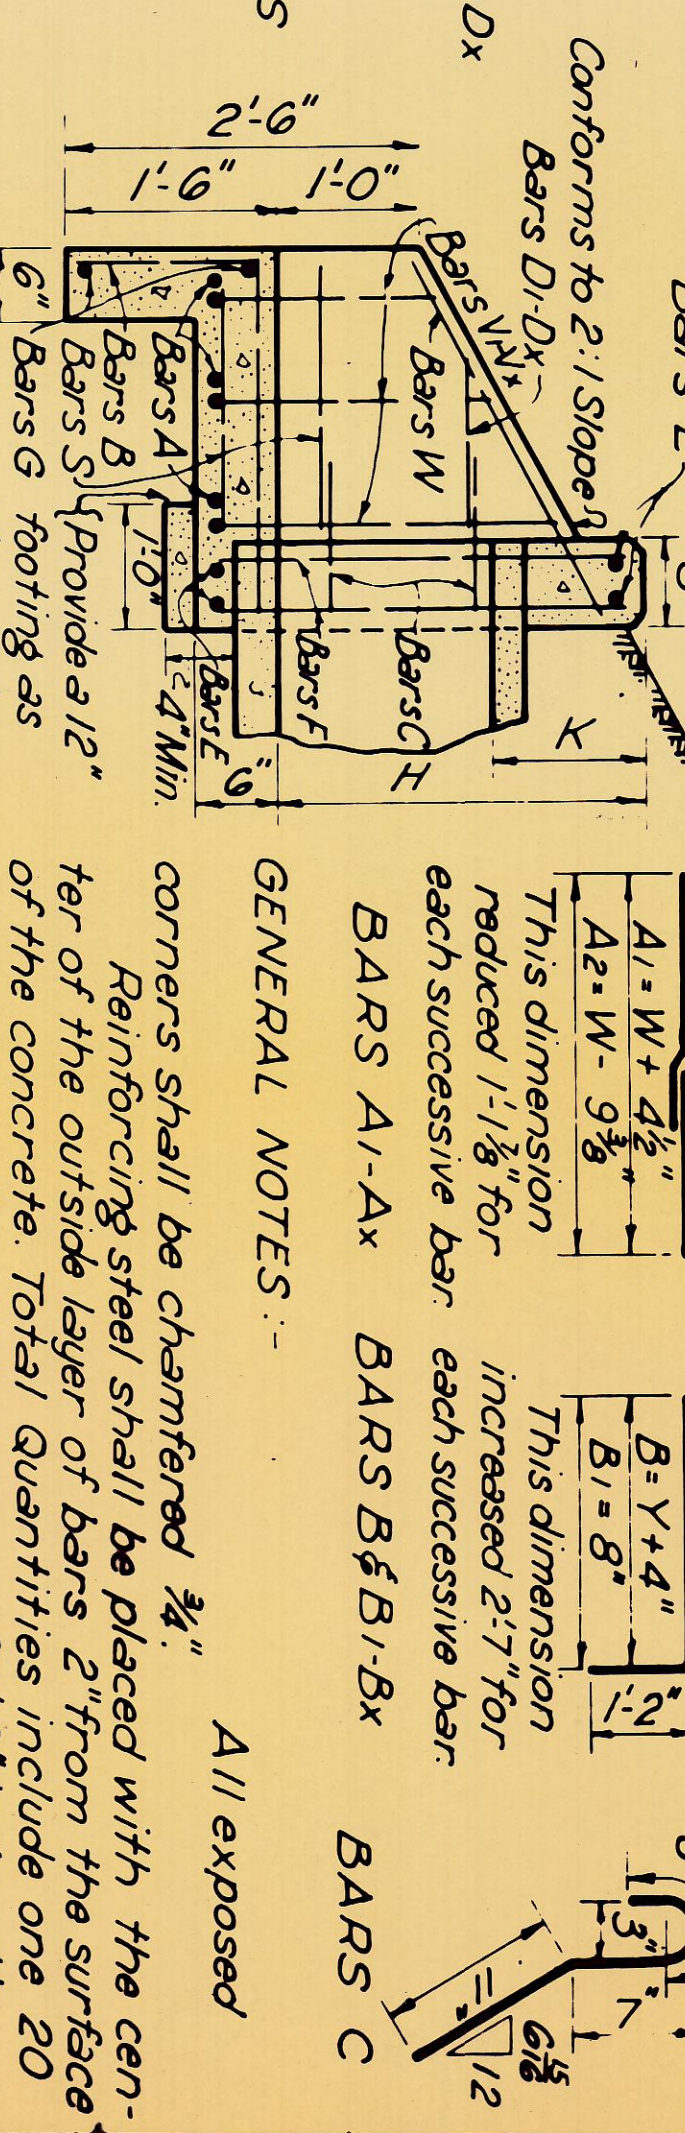 Dx
Conforms to 2:1 Slope
Bars D1-Dx
Bars V1-Vx
Bars W
2'-6"
1'-6"
1'-0"
6"
Bars A
Bars B
Bars S
Bars G
Provide a 12"
footing as
1'-0"
4" Min.
Bars E
Bars F
Bars C
9"
H
K
A1 = W + 4½"
A2 = W - 9⅜"
This dimension
reduced 1'-1⅞" for
each successive bar.
BARS A1-Ax
B = Y + 4"
B1 = 8"
1'-2"
This dimension
increased 2'-7" for
each successive bar.
BARS B & B1-Bx
3"
7"
11"
12
6 15/16
BARS C
GENERAL NOTES :-
All exposed
corners shall be chamfered ¾".
Reinforcing steel shall be placed with the cen-
ter of the outside layer of bars 2" from the surface
of the concrete. Total Quantities include one 20